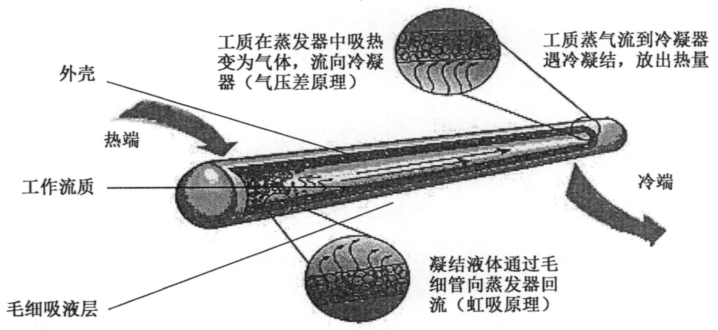 工质在蒸发器中吸热
变为气体，流向冷凝
器（气压差原理）
工质蒸气流到冷凝器
遇冷凝结，放出热量
外壳
热端
工作流质
冷端
凝结液体通过毛
细管向蒸发器回
流（虹吸原理）
毛细吸液层